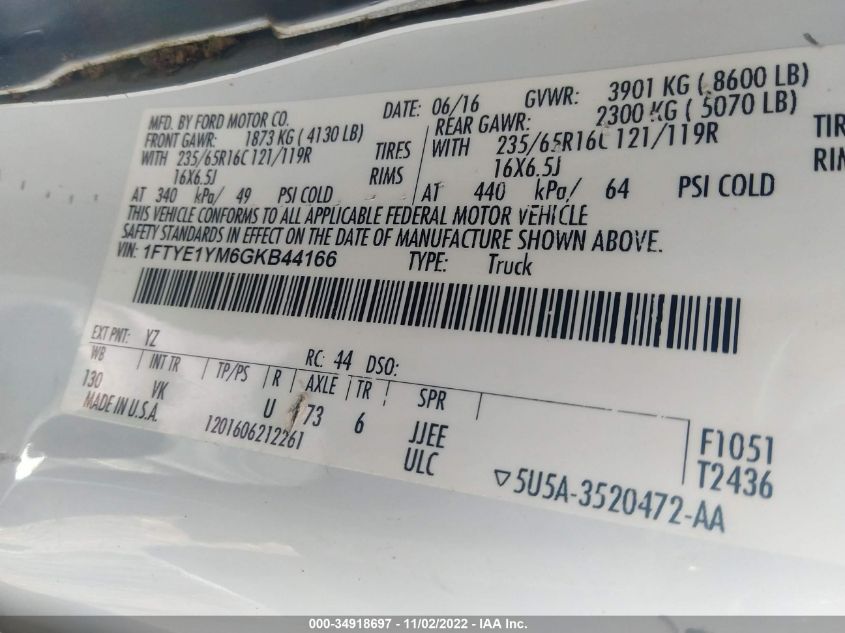 MFD. BY FORD MOTOR CO. DATE: 06/16 GVWR: 3901 KG ( 8600 LB)
FRONT GAWR: 1873 KG ( 4130 LB) REAR GAWR: 2300 KG ( 5070 LB)
WITH 235/65R16C 121/119R TIRES WITH 235/65R16C 121/119R TIR
16X6.5J RIMS 16X6.5J RIM
AT 340 kPa/ 49 PSI COLD AT 440 kPa/ 64 PSI COLD
THIS VEHICLE CONFORMS TO ALL APPLICABLE FEDERAL MOTOR VEHICLE
SAFETY STANDARDS IN EFFECT ON THE DATE OF MANUFACTURE SHOWN ABOVE.
VIN: 1FTYE1YM6GKB44166 TYPE: Truck
EXT PNT: YZ RC: 44 DSO:
WB INT TR TP/PS R AXLE TR SPR
130 VK U 73 6 JJEE F1051
MADE IN U.S.A. 1201606212261 ULC T2436
▽5U5A-3520472-AA
000-34918697 - 11/02/2022 - IAA Inc.